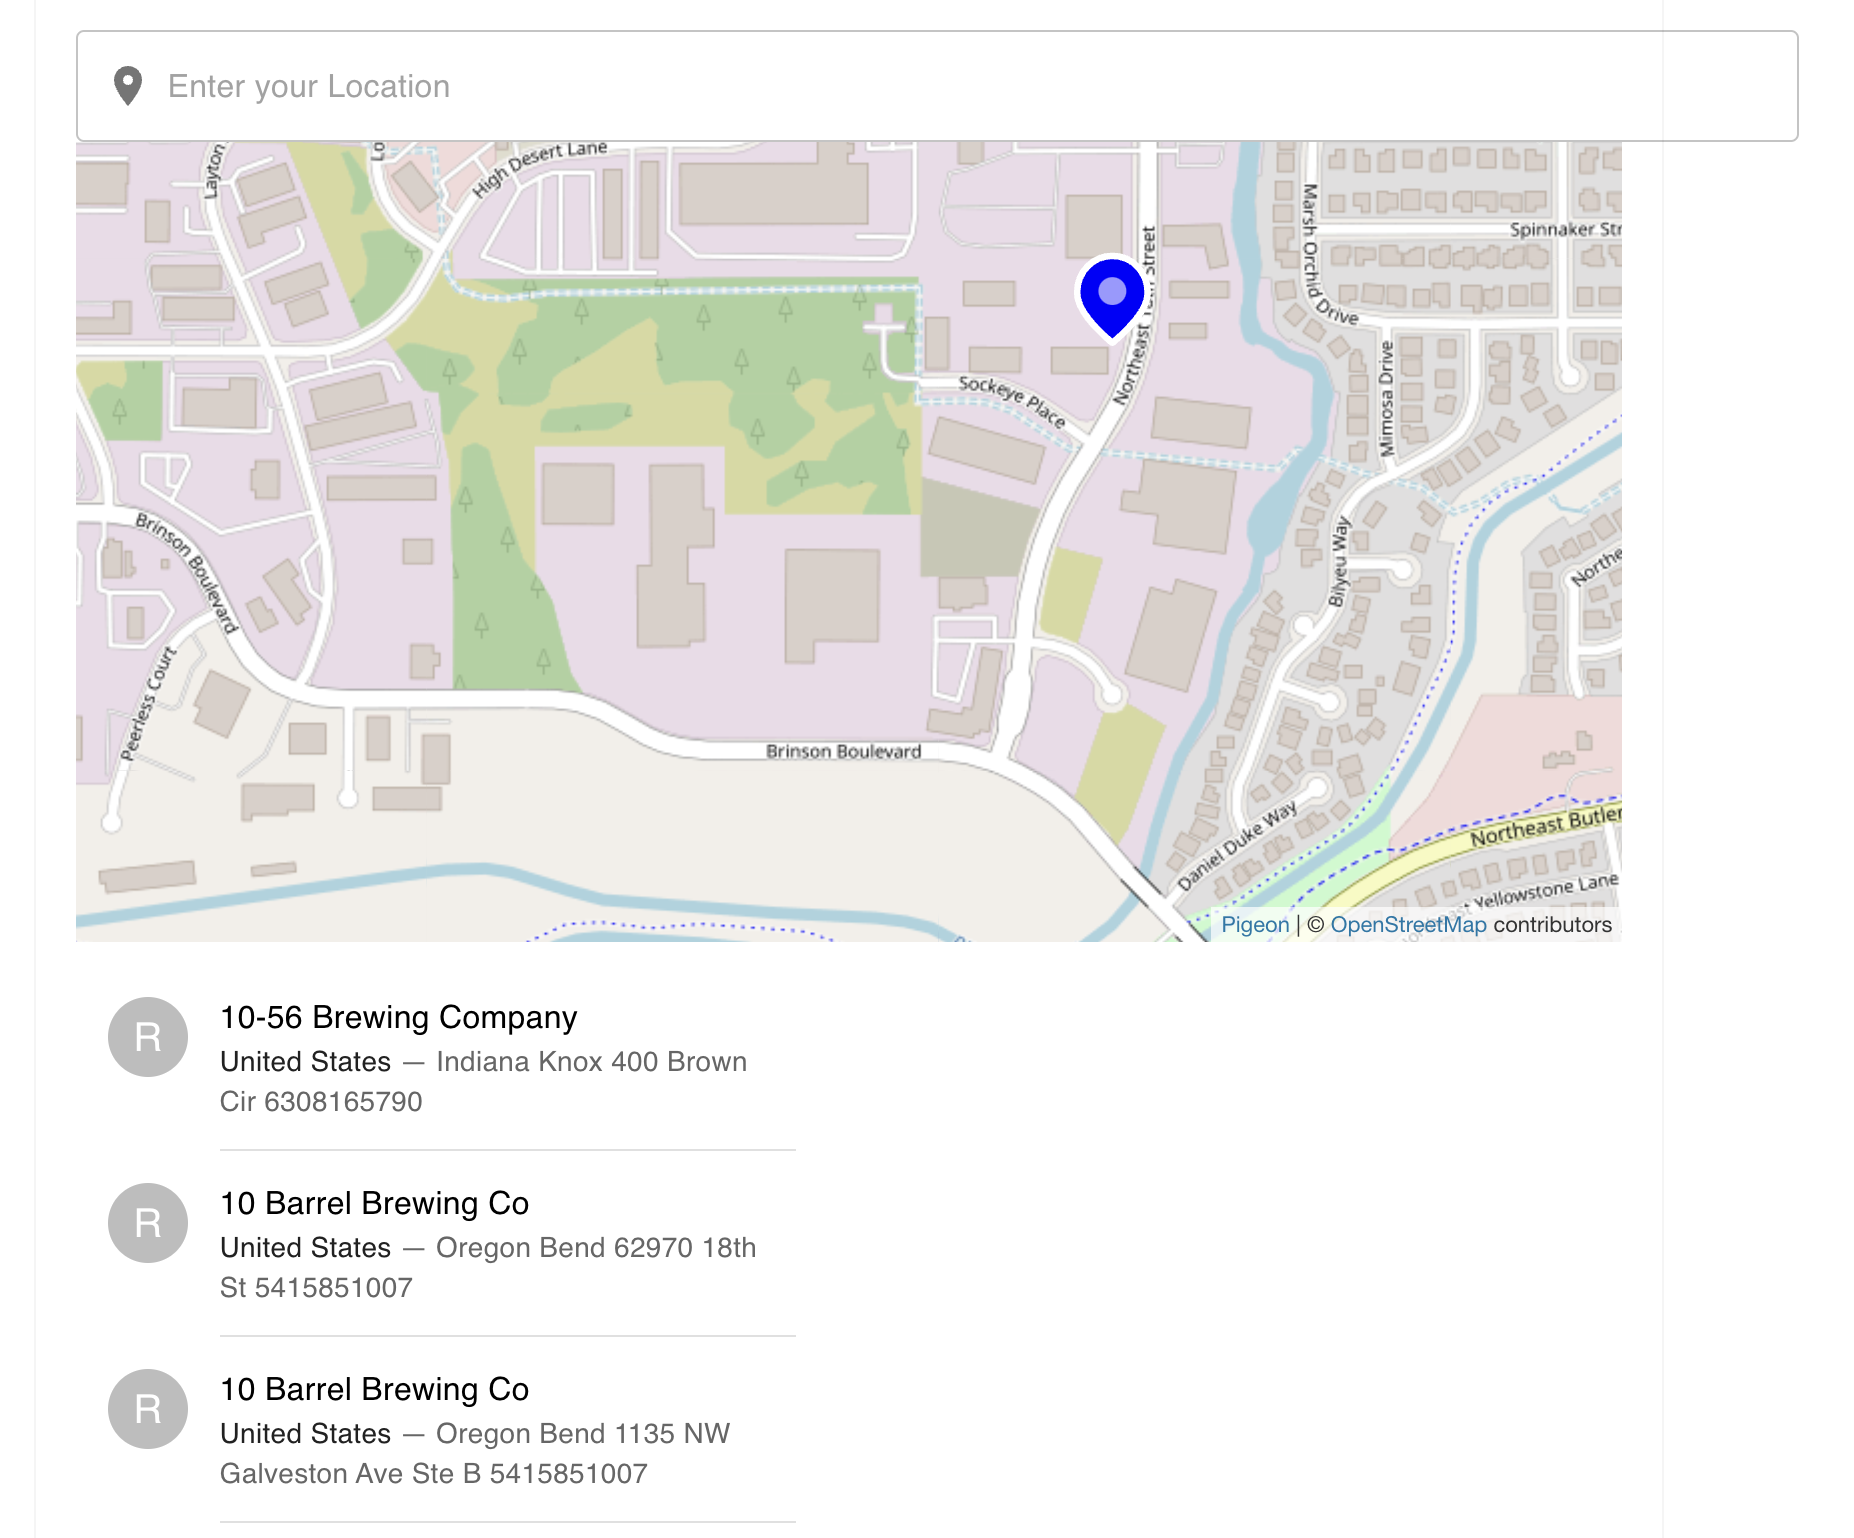 Enter your Location
Layton
Lo
High Desert Lane
Marsh Orchid Drive
Spinnaker Str
Northeast
Street
Sockeye Place
Mimosa Drive
Brinson Boulevard
Bilyeu Way
Northe
Peerless Court
Brinson Boulevard
Daniel Duke Way
Northeast Butler
Yellowstone Lane
Pigeon | © OpenStreetMap contributors
R
10-56 Brewing Company
United States — Indiana Knox 400 Brown
Cir 6308165790
R
10 Barrel Brewing Co
United States — Oregon Bend 62970 18th
St 5415851007
R
10 Barrel Brewing Co
United States — Oregon Bend 1135 NW
Galveston Ave Ste B 5415851007